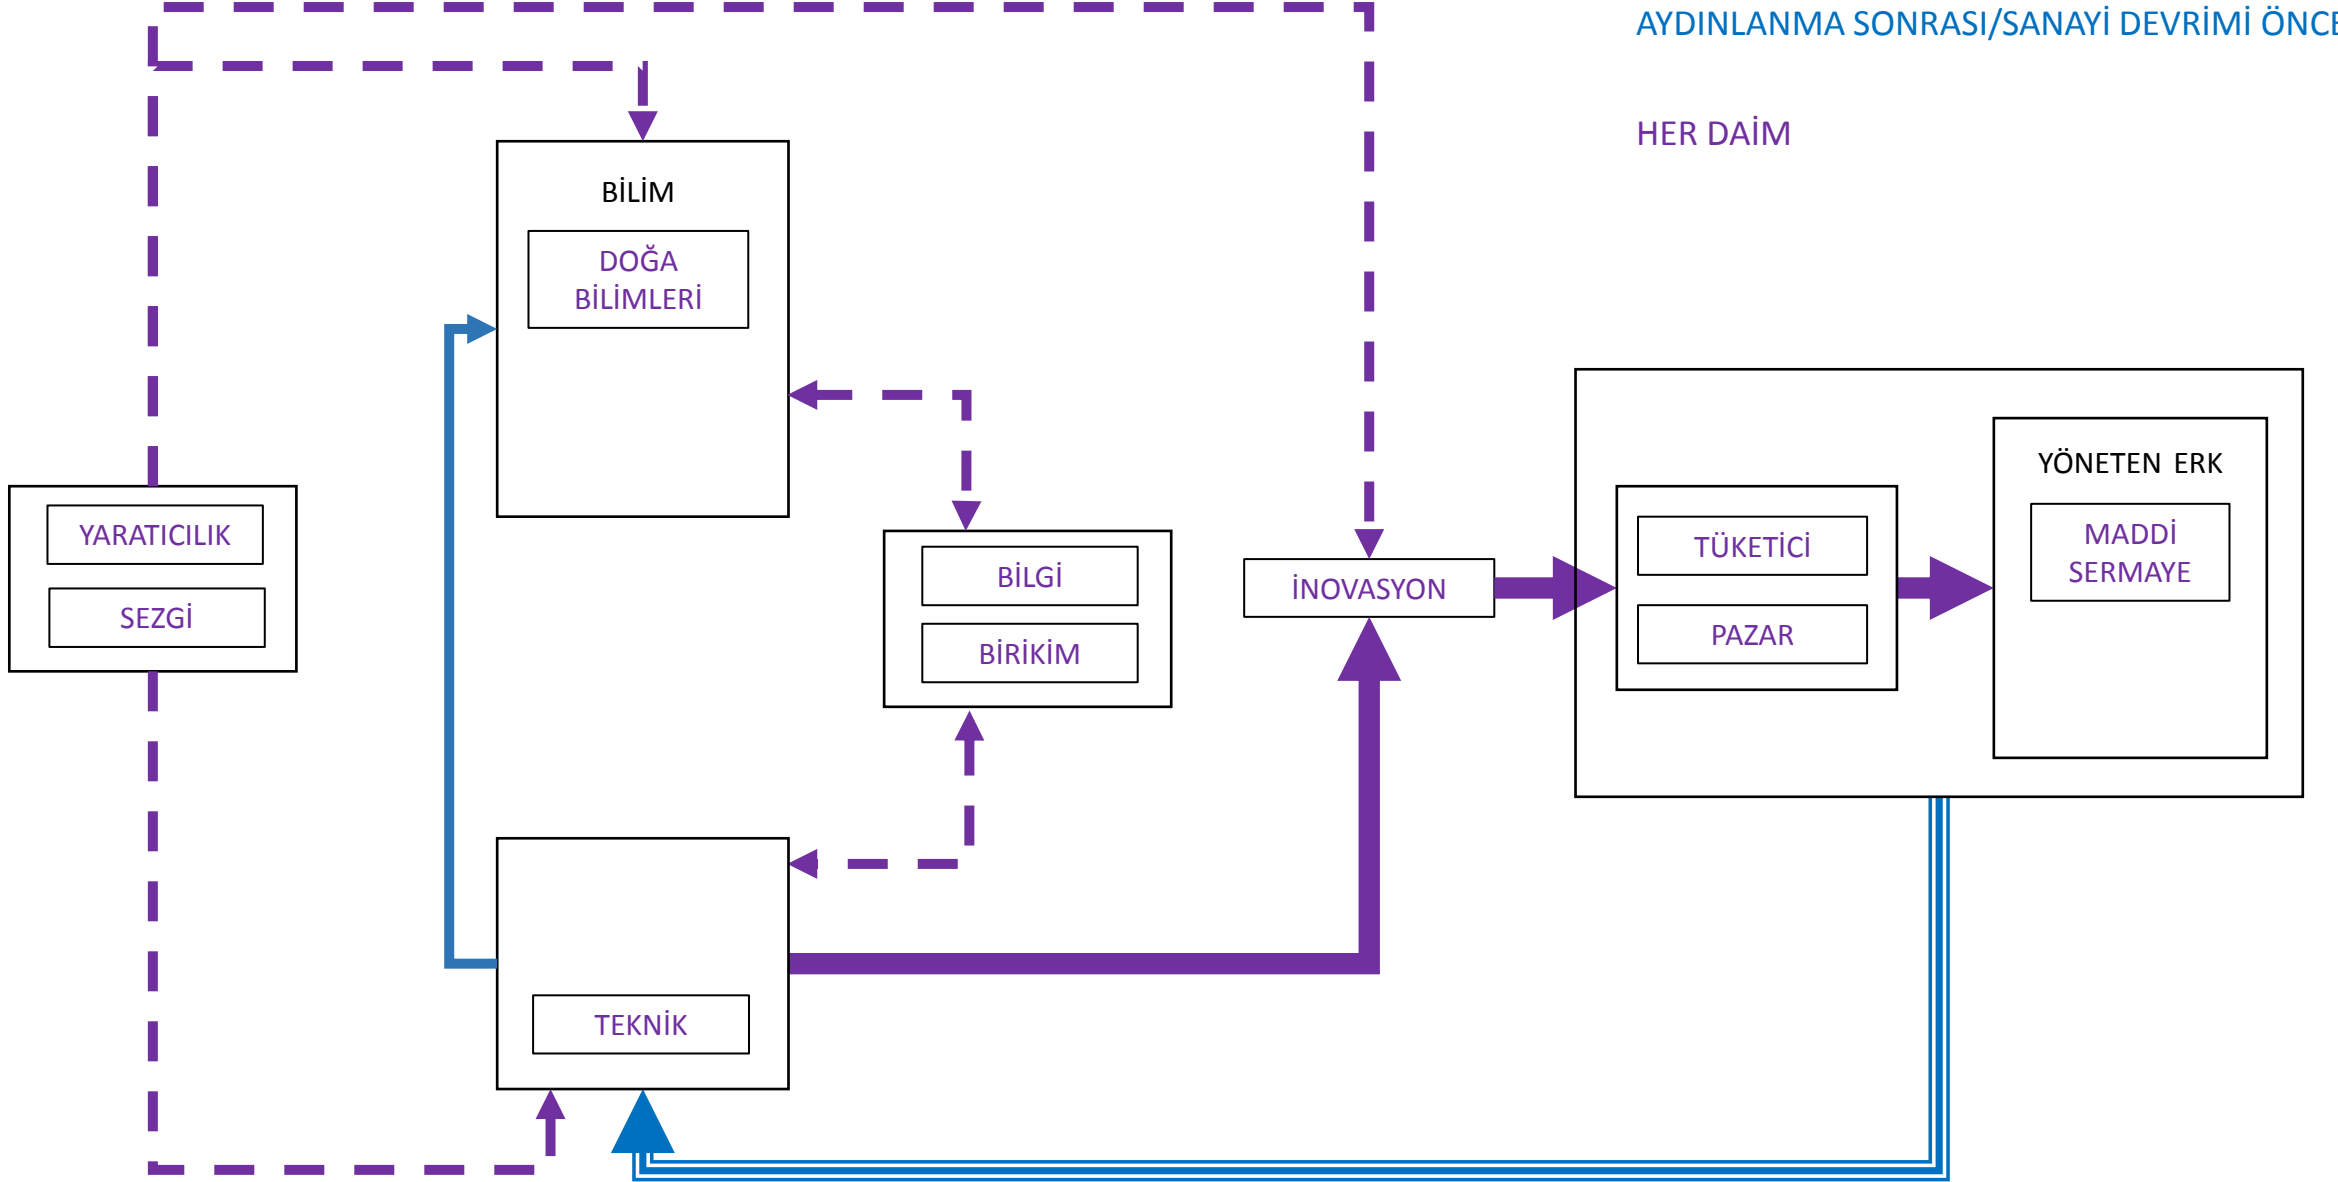 AYDINLANMA SONRASI/SANAYİ DEVRİMİ
HER DAİM
BİLİM
DOĞA
BİLİMLERİ
YARATICILIK
SEZGİ
BİLGİ
BİRİKİM
İNOVASYON
TÜKETİCİ
PAZAR
YÖNETEN ERK
MADDİ
SERMAYE
TEKNİK